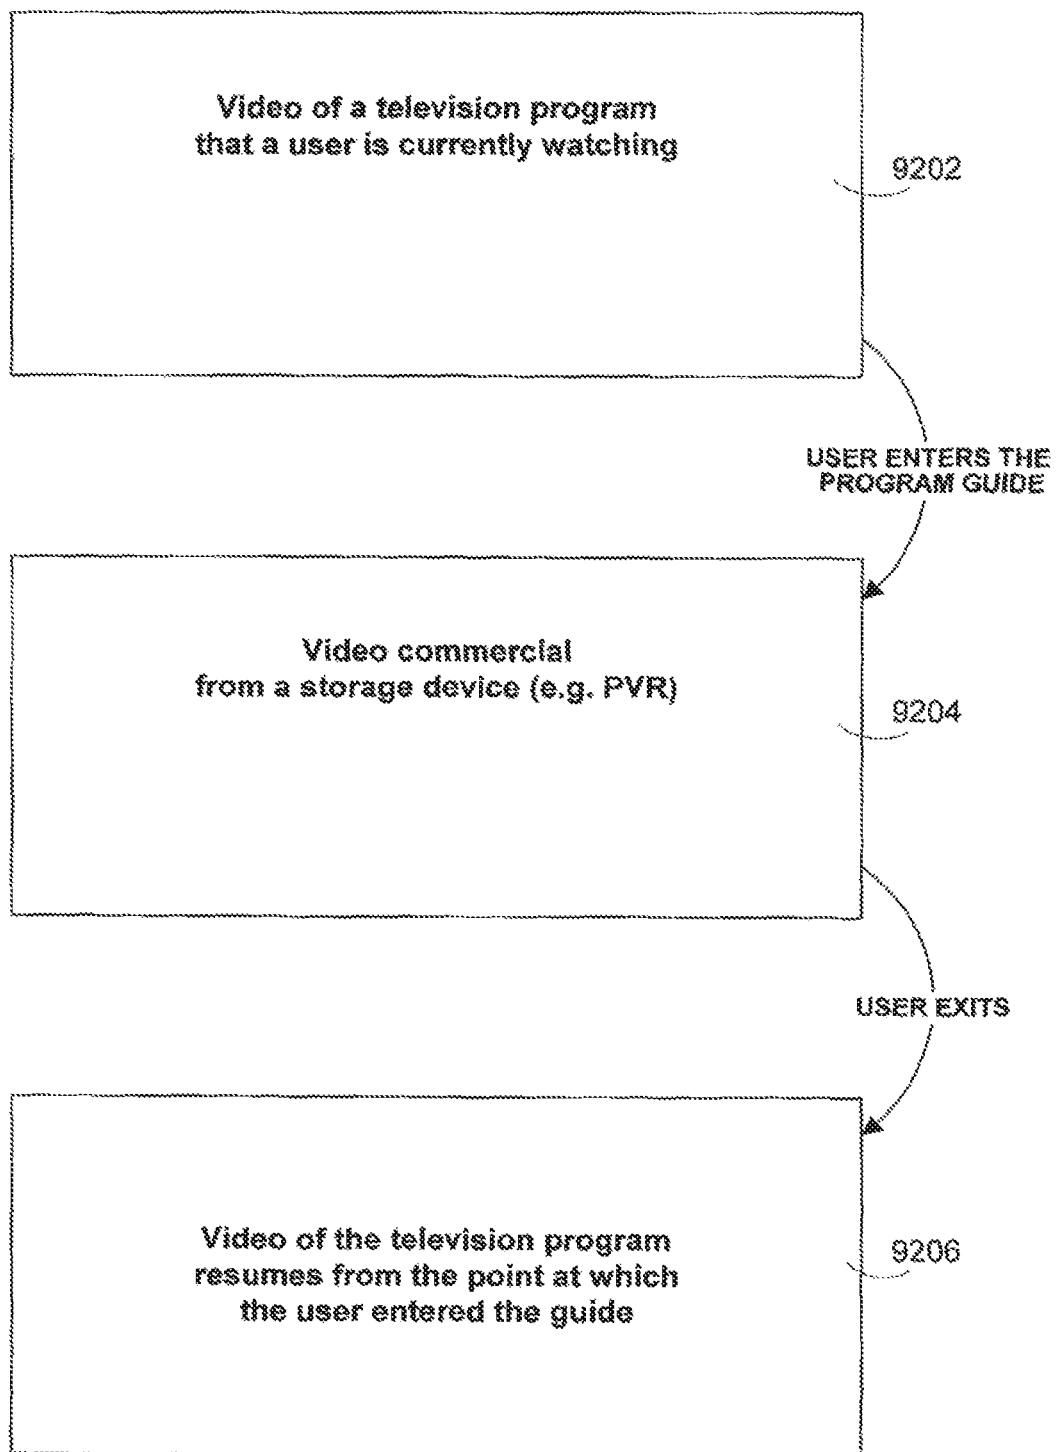 Video of a television program
that a user is currently watching
9202
USER ENTERS THE
PROGRAM GUIDE
Video commercial
from a storage device (e.g. PVR)
9204
USER EXITS
Video of the television program
resumes from the point at which
the user entered the guide
9206